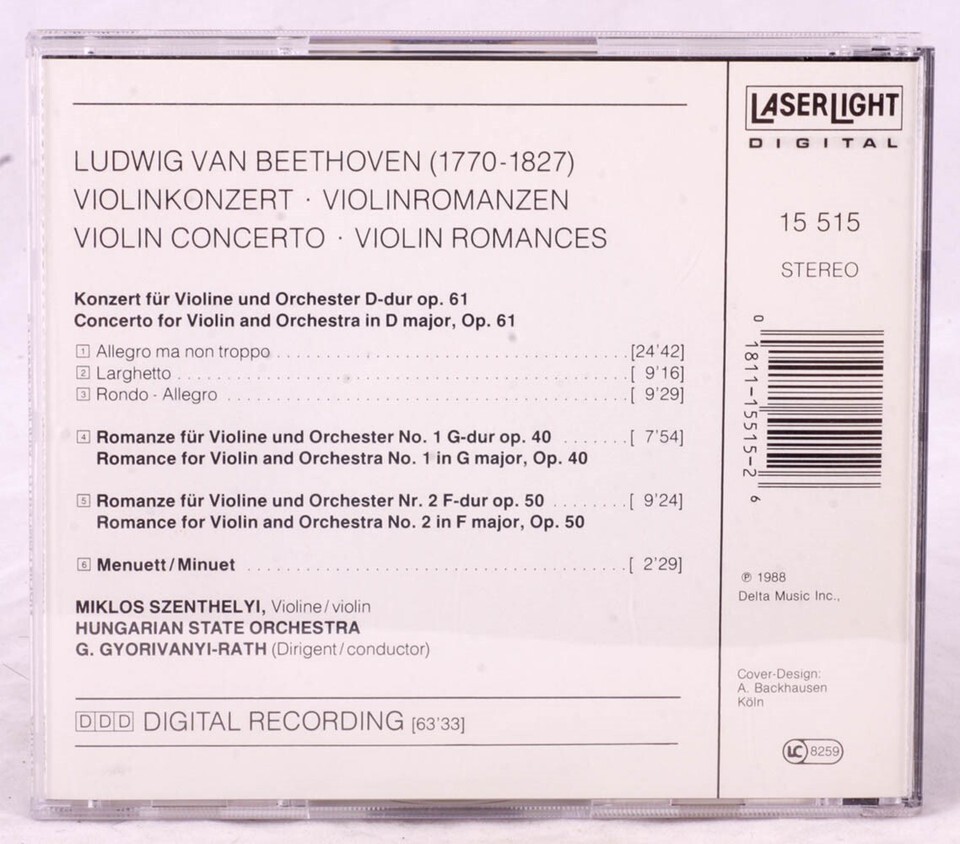 LUDWIG VAN BEETHOVEN (1770-1827)
VIOLINKONZERT · VIOLINROMANZEN
VIOLIN CONCERTO · VIOLIN ROMANCES
Konzert für Violine und Orchester D-dur op. 61
Concerto for Violin and Orchestra in D major, Op. 61
1 Allegro ma non troppo [24'42]
2 Larghetto [ 9'16]
3 Rondo - Allegro [ 9'29]
4 Romanze für Violine und Orchester No. 1 G-dur op. 40 [ 7'54]
Romance for Violin and Orchestra No. 1 in G major, Op. 40
5 Romanze für Violine und Orchester Nr. 2 F-dur op. 50 [ 9'24]
Romance for Violin and Orchestra No. 2 in F major, Op. 50
6 Menuett/Minuet [ 2'29]
MIKLOS SZENTHELYI, Violine/violin
HUNGARIAN STATE ORCHESTRA
G. GYORIVANYI-RATH (Dirigent/conductor)
DDD DIGITAL RECORDING [63'33]
LASERLIGHT
DIGITAL
15 515
STEREO
0 1811-15515-2 6
℗ 1988
Delta Music Inc.,
Cover-Design:
A. Backhausen
Köln
LC 8259